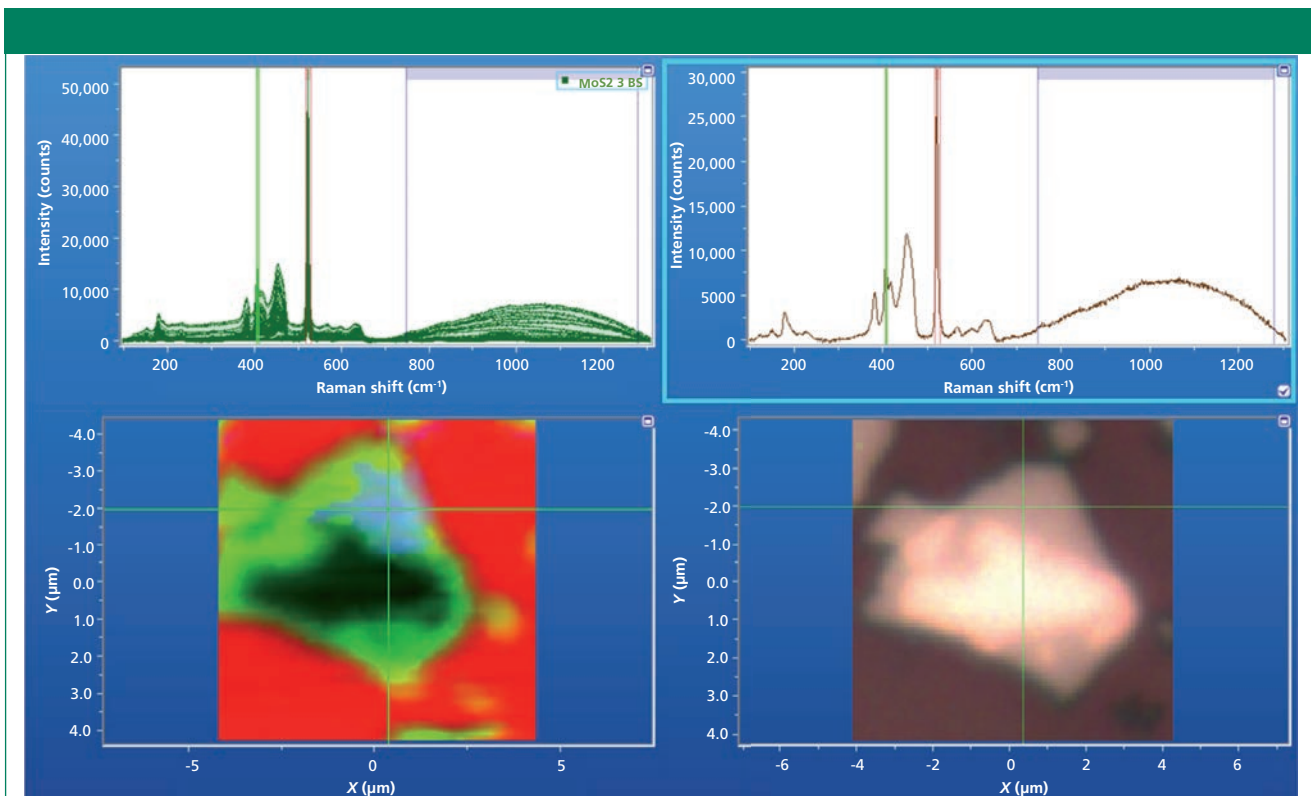 50,000
40,000
30,000
20,000
10,000
0
Intensity (counts)
MoS2 3 BS
200 400 600 800 1000 1200
Raman shift (cm⁻¹)
30,000
25,000
20,000
15,000
10,000
5000
0
Intensity (counts)
200 400 600 800 1000 1200
Raman shift (cm⁻¹)
-4.0
-3.0
-2.0
-1.0
0.0
1.0
2.0
3.0
4.0
Y (µm)
-5 0 5
X (µm)
-4.0
-3.0
-2.0
-1.0
0.0
1.0
2.0
3.0
4.0
Y (µm)
-6 -4 -2 0 2 4 6
X (µm)